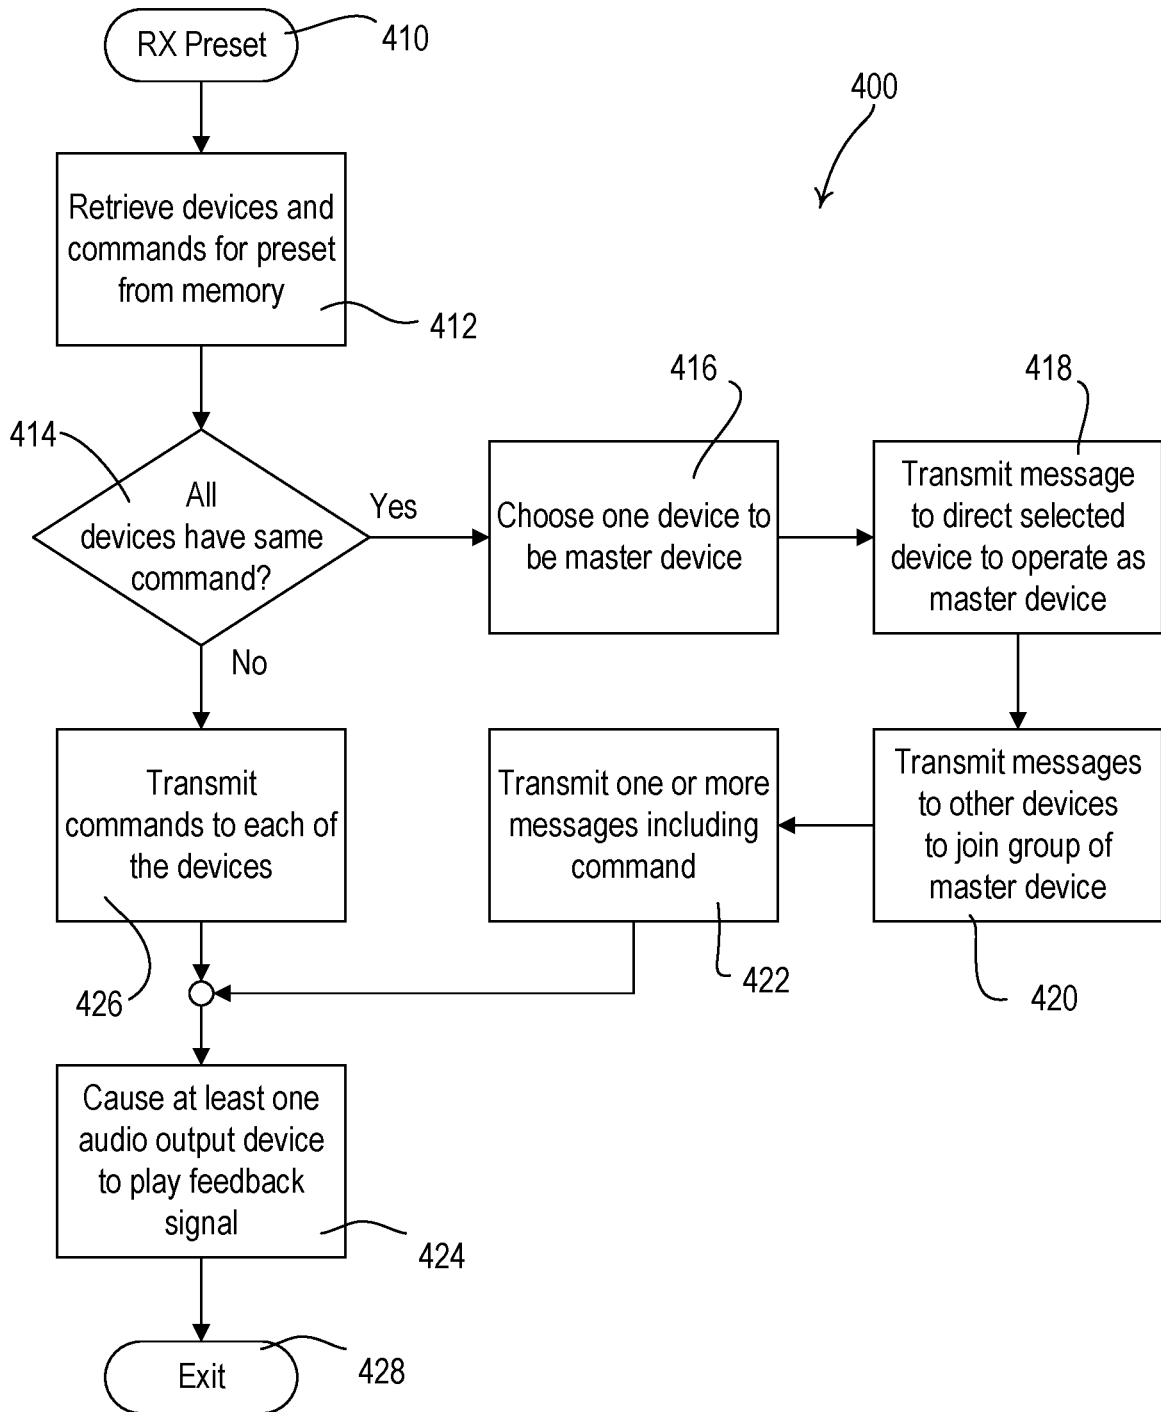 RX Preset
410
400
Retrieve devices and
commands for preset
from memory
412
414
All
devices have same
command?
Yes
No
416
Choose one device to
be master device
418
Transmit message
to direct selected
device to operate as
master device
Transmit messages
to other devices
to join group of
master device
420
Transmit one or more
messages including
command
422
Transmit
commands to each of
the devices
426
Cause at least one
audio output device
to play feedback
signal
424
Exit
428